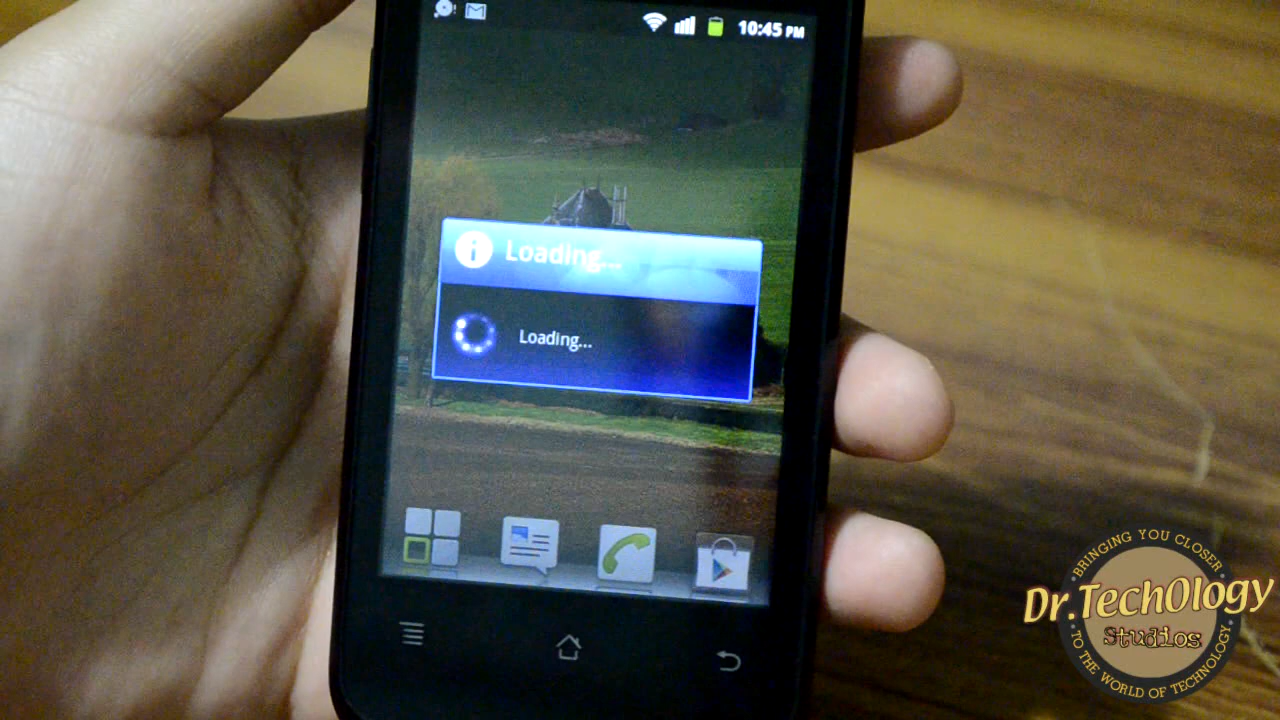 10:45 PM
Loading...
Loading...
BRINGING YOU CLOSER
Dr.TechOlogy
Studios
TO THE WORLD OF TECHNOLOGY